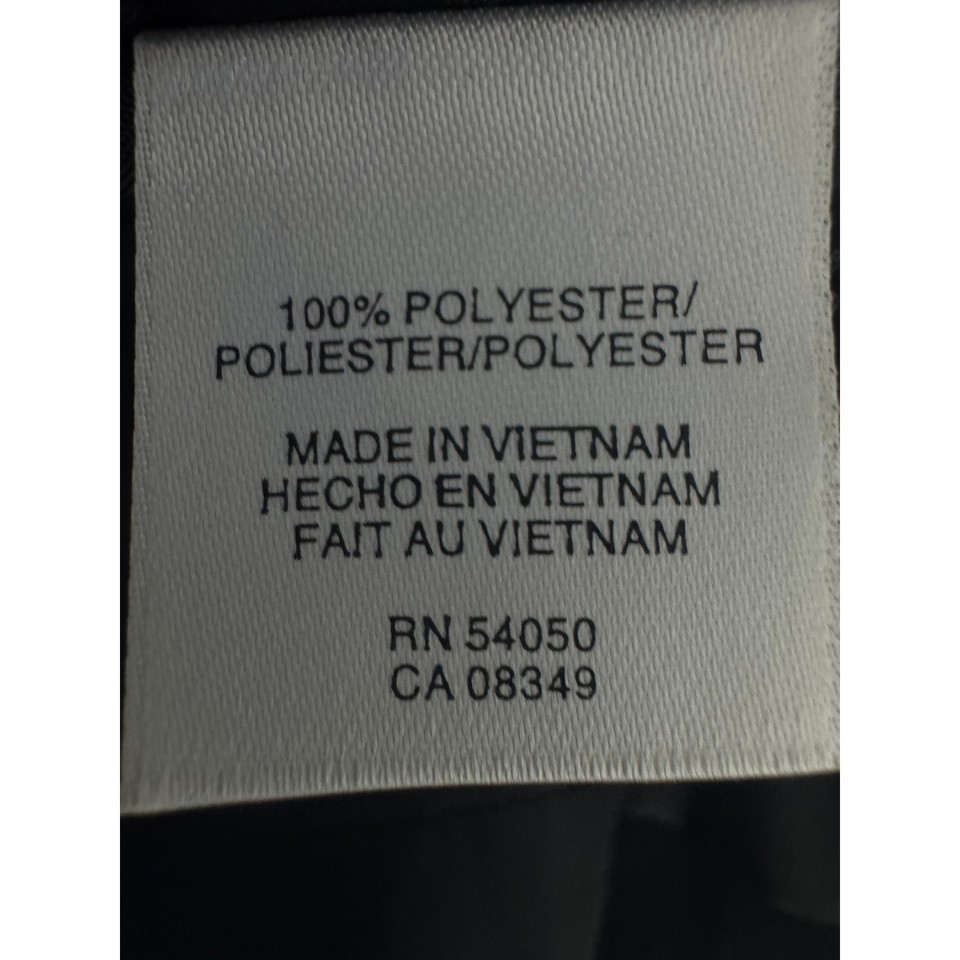 100% POLYESTER/
POLIESTER/POLYESTER
MADE IN VIETNAM
HECHO EN VIETNAM
FAIT AU VIETNAM
RN 54050
CA 08349